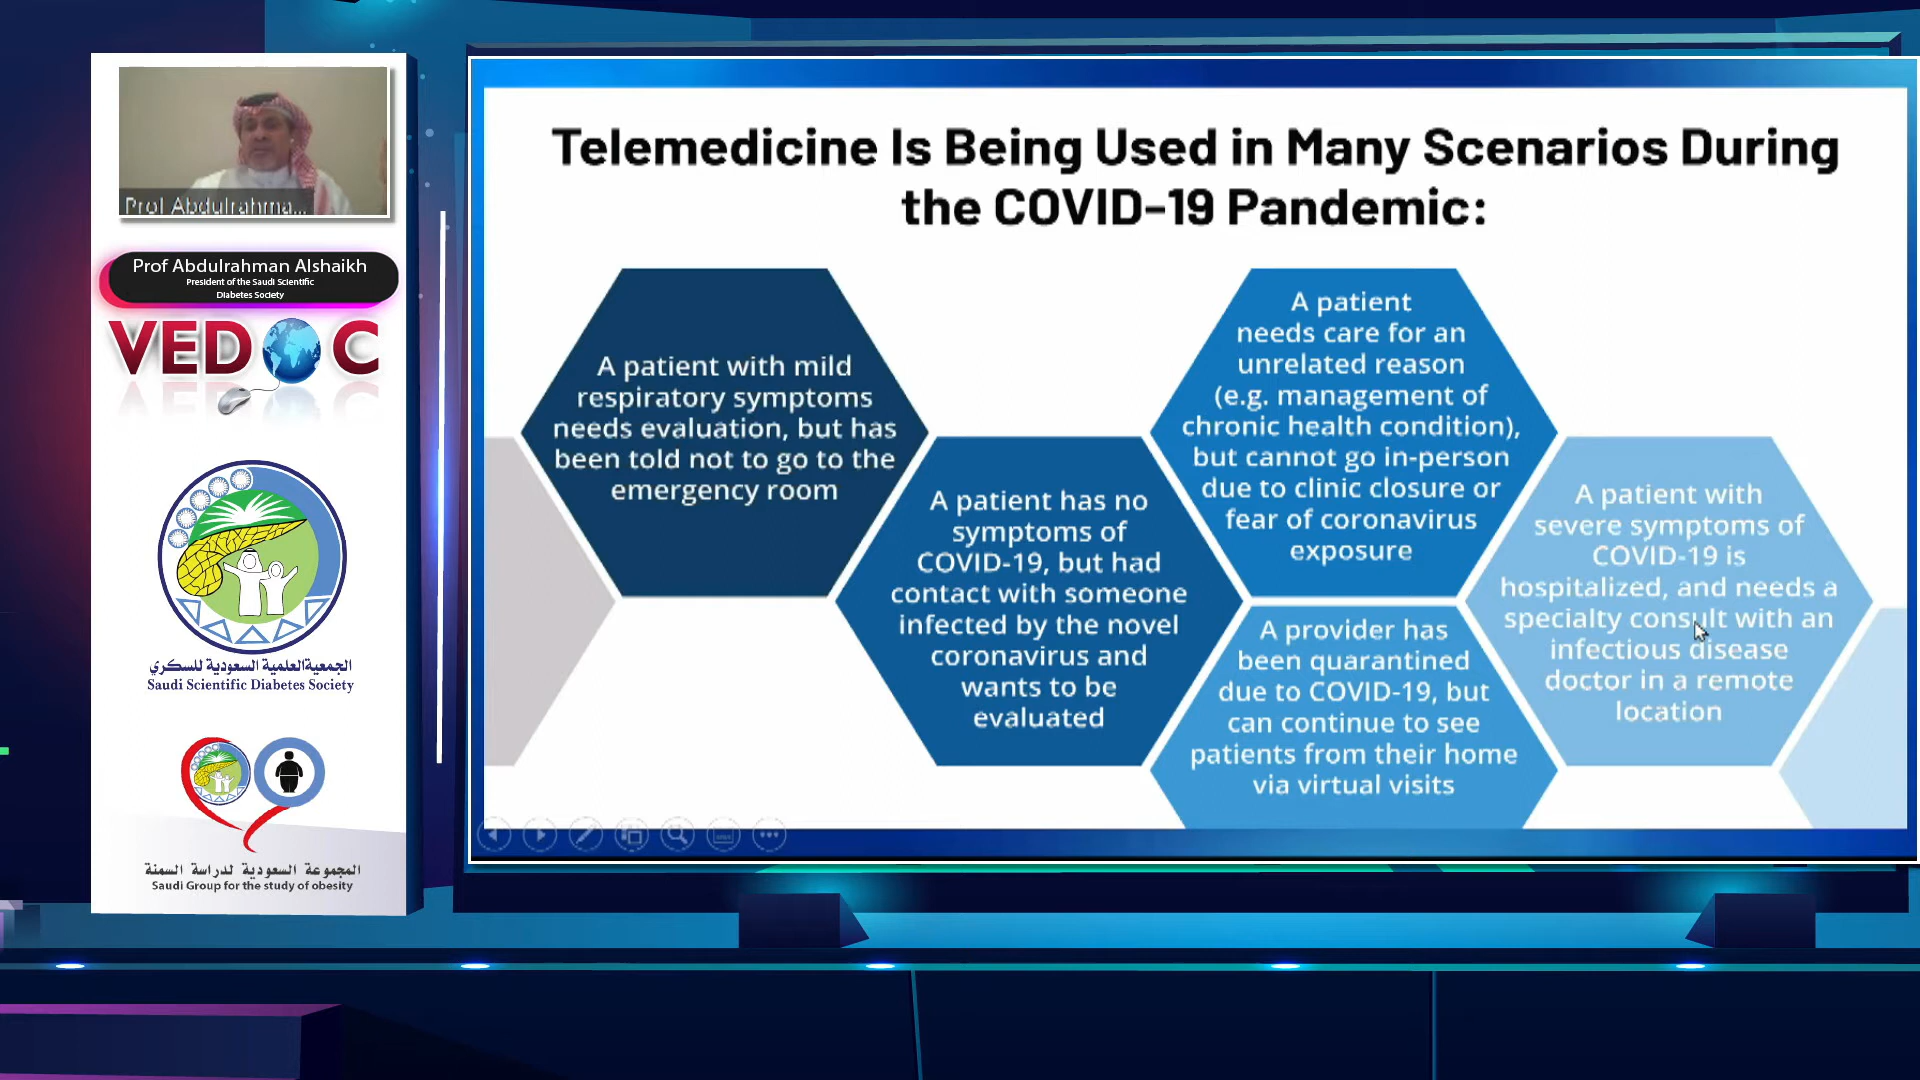 Prof Abdulrahma...
Prof Abdulrahman Alshaikh
President of the Saudi Scientific
Diabetes Society
VEDOC
الجمعية العلمية السعودية للسكري
Saudi Scientific Diabetes Society
المجموعة السعودية لدراسة السمنة
Saudi Group for the study of obesity
Telemedicine Is Being Used in Many Scenarios During
the COVID-19 Pandemic:
A patient with mild
respiratory symptoms
needs evaluation, but has
been told not to go to the
emergency room
A patient has no
symptoms of
COVID-19, but had
contact with someone
infected by the novel
coronavirus and
wants to be
evaluated
A patient
needs care for an
unrelated reason
(e.g. management of
chronic health condition),
but cannot go in-person
due to clinic closure or
fear of coronavirus
exposure
A provider has
been quarantined
due to COVID-19, but
can continue to see
patients from their home
via virtual visits
A patient with
severe symptoms of
COVID-19 is
hospitalized, and needs a
specialty consult with an
infectious disease
doctor in a remote
location